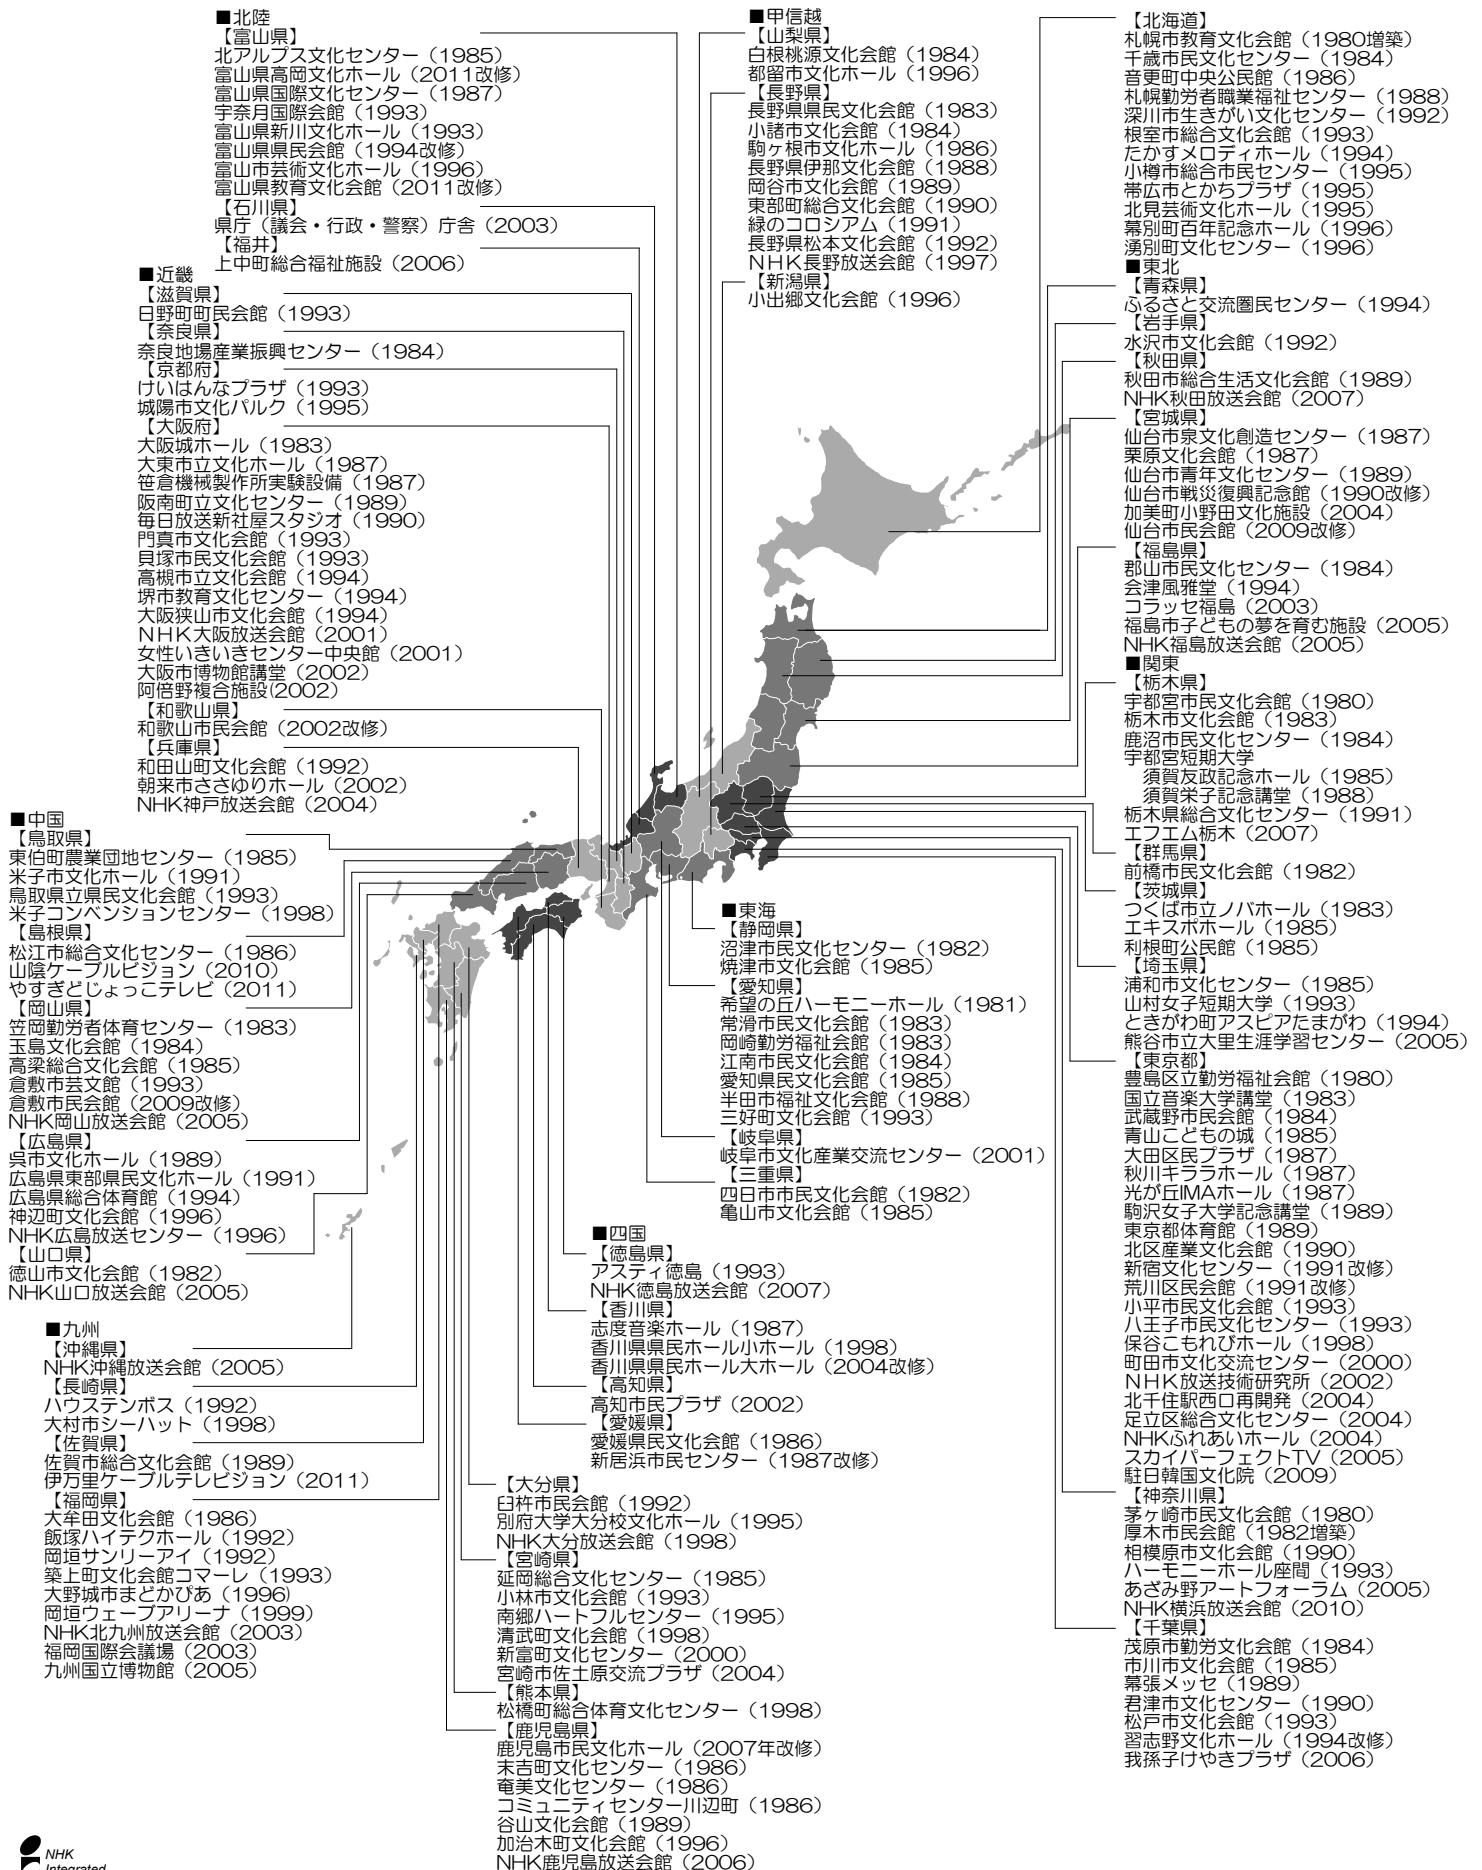 ■北陸
【富山県】
北アルプス文化センター（1985）
富山県高岡文化ホール（2011改修）
富山県国際文化センター（1987）
宇奈月国際会館（1993）
富山県新川文化ホール（1993）
富山県県民会館（1994改修）
富山市芸術文化ホール（1996）
富山県教育文化会館（2011改修）
【石川県】
県庁（議会・行政・警察）庁舎（2003）
【福井】
上中町総合福祉施設（2006）
■近畿
【滋賀県】
日野町町民会館（1993）
【奈良県】
奈良地場産業振興センター（1984）
【京都府】
けいはんなプラザ（1993）
城陽市文化パルク（1995）
【大阪府】
大阪城ホール（1983）
大東市立文化ホール（1987）
笹倉機械製作所実験設備（1987）
阪南町立文化センター（1989）
毎日放送新社屋スタジオ（1990）
門真市文化会館（1993）
貝塚市民文化会館（1993）
高槻市立文化会館（1994）
堺市教育文化センター（1994）
大阪狭山市文化会館（1994）
ＮＨＫ大阪放送会館（2001）
女性いきいきセンター中央館（2001）
大阪市博物館講堂（2002）
阿倍野複合施設(2002）
【和歌山県】
和歌山市民会館（2002改修）
【兵庫県】
和田山町文化会館（1992）
朝来市ささゆりホール（2002）
NHK神戸放送会館（2004）
■中国
【鳥取県】
東伯町農業団地センター（1985）
米子市文化ホール（1991）
鳥取県立県民文化会館（1993）
米子コンベンションセンター（1998）
【島根県】
松江市総合文化センター（1986）
山陰ケーブルビジョン（2010）
やすぎどじょっこテレビ（2011）
【岡山県】
笠岡勤労者体育センター（1983）
玉島文化会館（1984）
高梁総合文化会館（1985）
倉敷市芸文館（1993）
倉敷市民会館（2009改修）
NHK岡山放送会館（2005）
【広島県】
呉市文化ホール（1989）
広島県東部県民文化ホール（1991）
広島県総合体育館（1994）
神辺町文化会館（1996）
NHK広島放送センター（1996）
【山口県】
徳山市文化会館（1982）
NHK山口放送会館（2005）
■九州
【沖縄県】
NHK沖縄放送会館（2005）
【長崎県】
ハウステンボス（1992）
大村市シーハット（1998）
【佐賀県】
佐賀市総合文化会館（1989）
伊万里ケーブルテレビジョン（2011）
【福岡県】
大牟田文化会館（1986）
飯塚ハイテクホール（1992）
岡垣サンリーアイ（1992）
築上町文化会館コマーレ（1993）
大野城市まどかぴあ（1996)
岡垣ウェーブアリーナ（1999）
NHK北九州放送会館（2003）
福岡国際会議場（2003）
九州国立博物館（2005）
■甲信越
【山梨県】
白根桃源文化会館（1984）
都留市文化ホール（1996）
【長野県】
長野県県民文化会館（1983）
小諸市文化会館（1984）
駒ヶ根市文化ホール（1986）
長野県伊那文化会館（1988）
岡谷市文化会館（1989）
東部町総合文化会館（1990）
緑のコロシアム（1991）
長野県松本文化会館（1992）
ＮＨＫ長野放送会館（1997）
【新潟県】
小出郷文化会館（1996）
■東海
【静岡県】
沼津市民文化センター（1982）
焼津市文化会館（1985）
【愛知県】
希望の丘ハーモニーホール（1981）
常滑市民文化会館（1983）
岡崎勤労福祉会館（1983）
江南市民文化会館（1984）
愛知県民文化会館（1985）
半田市福祉文化会館（1988）
三好町文化会館（1993）
【岐阜県】
岐阜市文化産業交流センター（2001）
【三重県】
四日市市民文化会館（1982）
亀山市文化会館（1985）
■四国
【徳島県】
アスティ徳島（1993）
NHK徳島放送会館（2007）
【香川県】
志度音楽ホール（1987）
香川県県民ホール小ホール（1998）
香川県県民ホール大ホール（2004改修）
【高知県】
高知市民プラザ（2002）
【愛媛県】
愛媛県民文化会館（1986）
新居浜市民センター（1987改修）
【大分県】
臼杵市民会館（1992）
別府大学大分校文化ホール（1995）
NHK大分放送会館（1998）
【宮崎県】
延岡総合文化センター（1985）
小林市文化会館（1993）
南郷ハートフルセンター（1995）
清武町文化会館（1998）
新富町文化センター（2000）
宮崎市佐土原交流プラザ（2004）
【熊本県】
松橋町総合体育文化センター（1998）
【鹿児島県】
鹿児島市民文化ホール（2007年改修）
末吉町文化センター（1986）
奄美文化センター（1986）
コミュニティセンター川辺町（1986）
谷山文化会館（1989）
加治木町文化会館（1996）
NHK鹿児島放送会館（2006）
【北海道】
札幌市教育文化会館（1980増築）
千歳市民文化センター（1984）
音更町中央公民館（1986）
札幌勤労者職業福祉センター（1988）
深川市生きがい文化センター（1992）
根室市総合文化会館（1993）
たかすメロディホール（1994）
小樽市総合市民センター（1995）
帯広市とかちプラザ（1995）
北見芸術文化ホール（1995）
幕別町百年記念ホール（1996）
湧別町文化センター（1996）
■東北
【青森県】
ふるさと交流圏民センター（1994）
【岩手県】
水沢市文化会館（1992）
【秋田県】
秋田市総合生活文化会館（1989）
NHK秋田放送会館（2007）
【宮城県】
仙台市泉文化創造センター（1987）
栗原文化会館（1987）
仙台市青年文化センター（1989）
仙台市戦災復興記念館（1990改修）
加美町小野田文化施設（2004）
仙台市民会館（2009改修）
【福島県】
郡山市民文化センター（1984）
会津風雅堂（1994）
コラッセ福島（2003）
福島市子どもの夢を育む施設（2005）
NHK福島放送会館（2005）
■関東
【栃木県】
宇都宮市民文化会館（1980）
栃木市文化会館（1983）
鹿沼市民文化センター（1984）
宇都宮短期大学
須賀友政記念ホール（1985）
須賀栄子記念講堂（1988）
栃木県総合文化センター（1991）
エフエム栃木（2007）
【群馬県】
前橋市民文化会館（1982）
【茨城県】
つくば市立ノバホール（1983）
エキスポホール（1985）
利根町公民館（1985）
【埼玉県】
浦和市文化センター（1985）
山村女子短期大学（1993）
ときがわ町アスピアたまがわ（1994）
熊谷市立大里生涯学習センター（2005）
【東京都】
豊島区立勤労福祉会館（1980）
国立音楽大学講堂（1983）
武蔵野市民会館（1984）
青山こどもの城（1985）
大田区民プラザ（1987）
秋川キララホール（1987）
光が丘IMAホール（1987）
駒沢女子大学記念講堂（1989）
東京都体育館（1989）
北区産業文化会館（1990）
新宿文化センター（1991改修）
荒川区民会館（1991改修）
小平市民文化会館（1993）
八王子市民文化センター（1993）
保谷こもれびホール（1998）
町田市文化交流センター（2000）
ＮＨＫ放送技術研究所（2002）
北千住駅西口再開発（2004）
足立区総合文化センター（2004）
NHKふれあいホール（2004）
スカイパーフェクトTV（2005）
駐日韓国文化院（2009）
【神奈川県】
茅ヶ崎市民文化会館（1980）
厚木市民会館（1982増築）
相模原市文化会館（1990）
ハーモニーホール座間（1993）
あざみ野アートフォーラム（2005）
NHK横浜放送会館（2010）
【千葉県】
茂原市勤労文化会館（1984）
市川市文化会館（1985）
幕張メッセ（1989）
君津市文化センター（1990）
松戸市文化会館（1993）
習志野文化ホール（1994改修）
我孫子けやきプラザ（2006）
NHK
Integrated